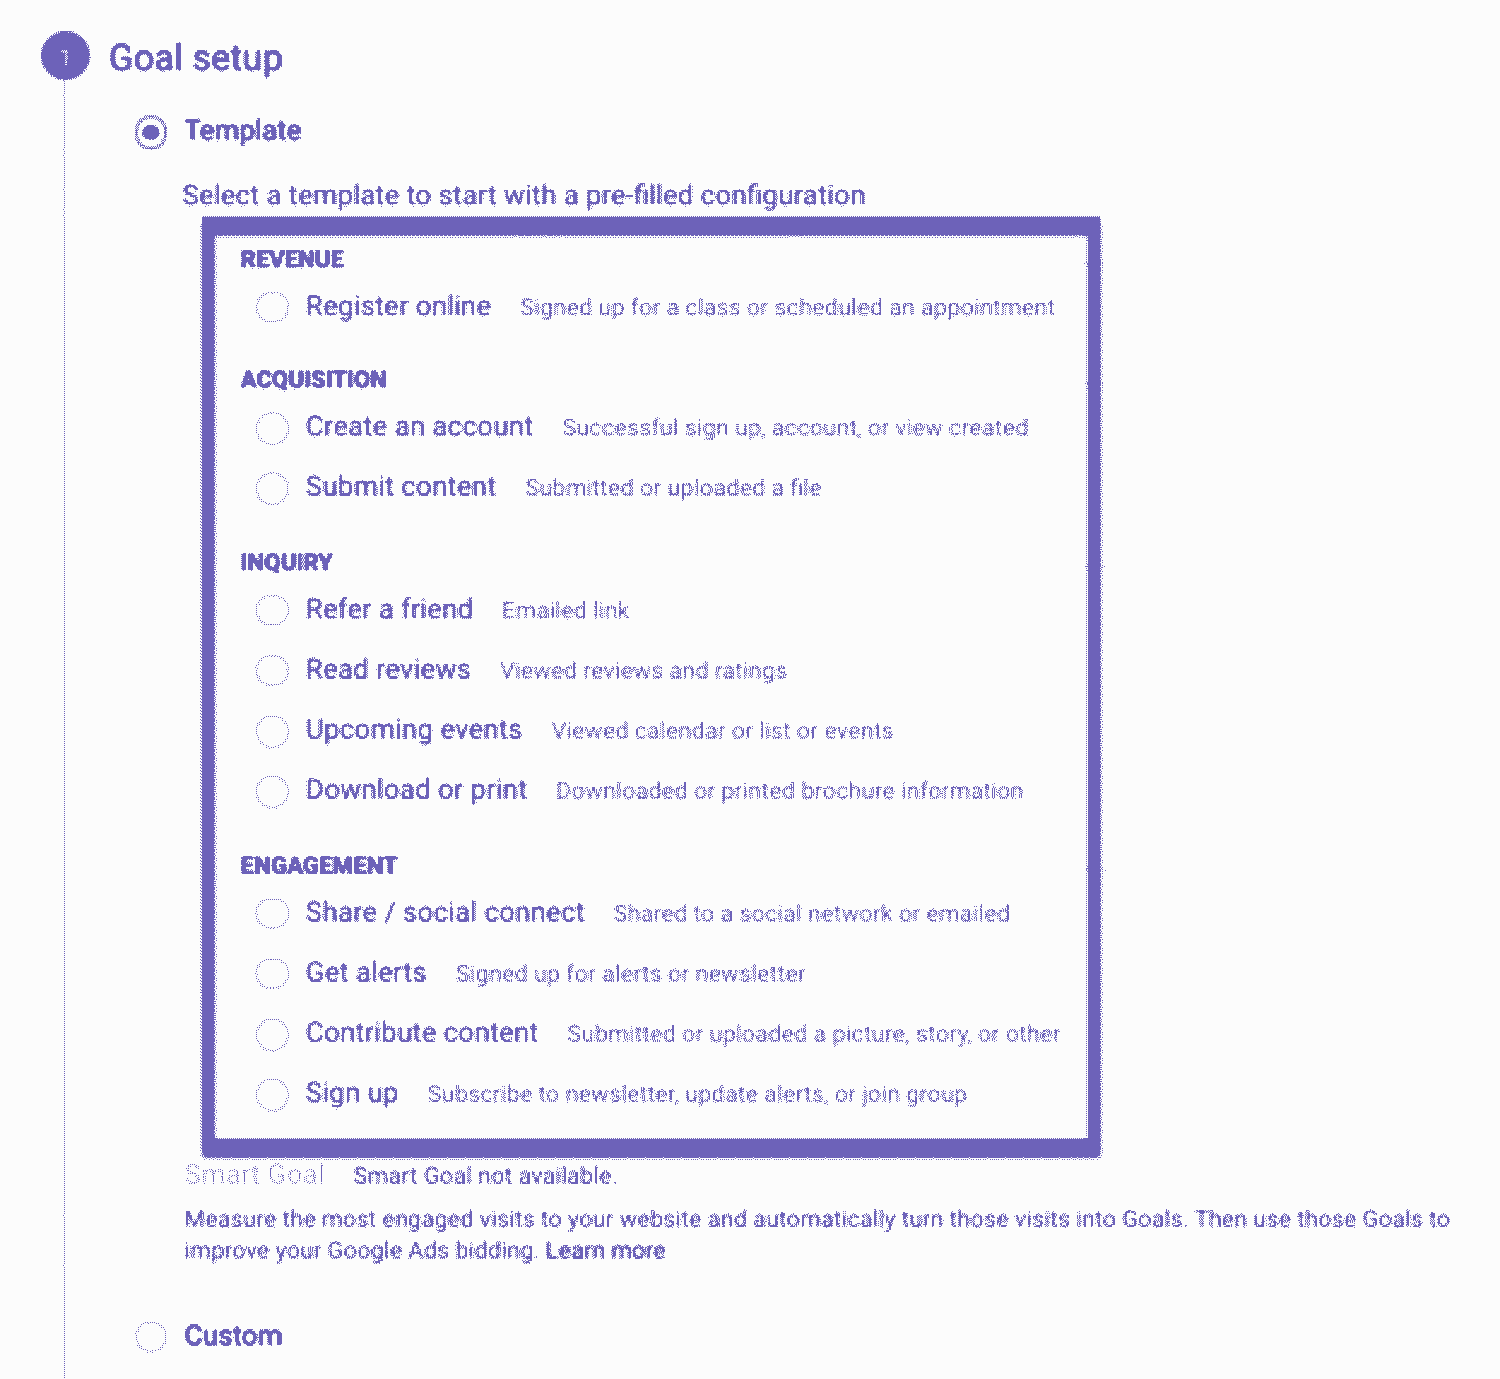 1 Goal setup
Template
Select a template to start with a pre-filled configuration
REVENUE
Register online Signed up for a class or scheduled an appointment
ACQUISITION
Create an account Successful sign up, account, or view created
Submit content Submitted or uploaded a file
INQUIRY
Refer a friend Emailed link
Read reviews Viewed reviews and ratings
Upcoming events Viewed calendar or list or events
Download or print Downloaded or printed brochure information
ENGAGEMENT
Share / social connect Shared to a social network or emailed
Get alerts Signed up for alerts or newsletter
Contribute content Submitted or uploaded a picture, story, or other
Sign up Subscribe to newsletter, update alerts, or join group
Smart Goal Smart Goal not available.
Measure the most engaged visits to your website and automatically turn those visits into Goals. Then use those Goals to
improve your Google Ads bidding. Learn more
Custom